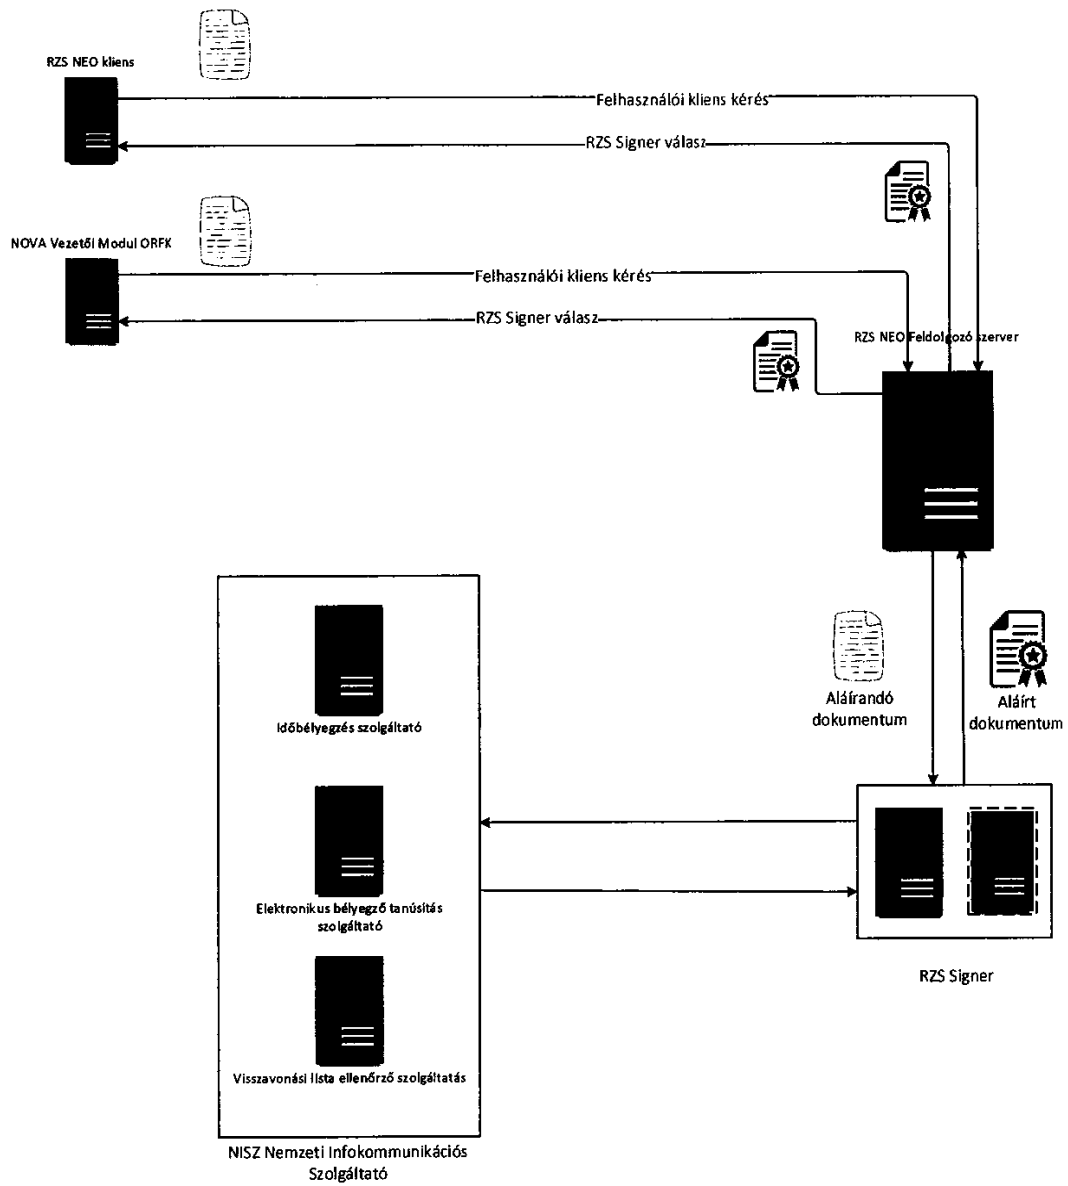 RZS NEO kliens
Felhasználói kliens kérés
RZS Signer válasz
NOVA Vezetői Modul ORFK
Felhasználói kliens kérés
RZS Signer válasz
RZS NEO Feldolgozó szerver
Aláírandó
dokumentum
Aláírt
dokumentum
Időbélyegzés szolgáltató
Elektronikus bélyegző tanúsítás
szolgáltató
Visszavonási lista ellenőrző szolgáltatás
RZS Signer
NISZ Nemzeti Infokommunikációs
Szolgáltató